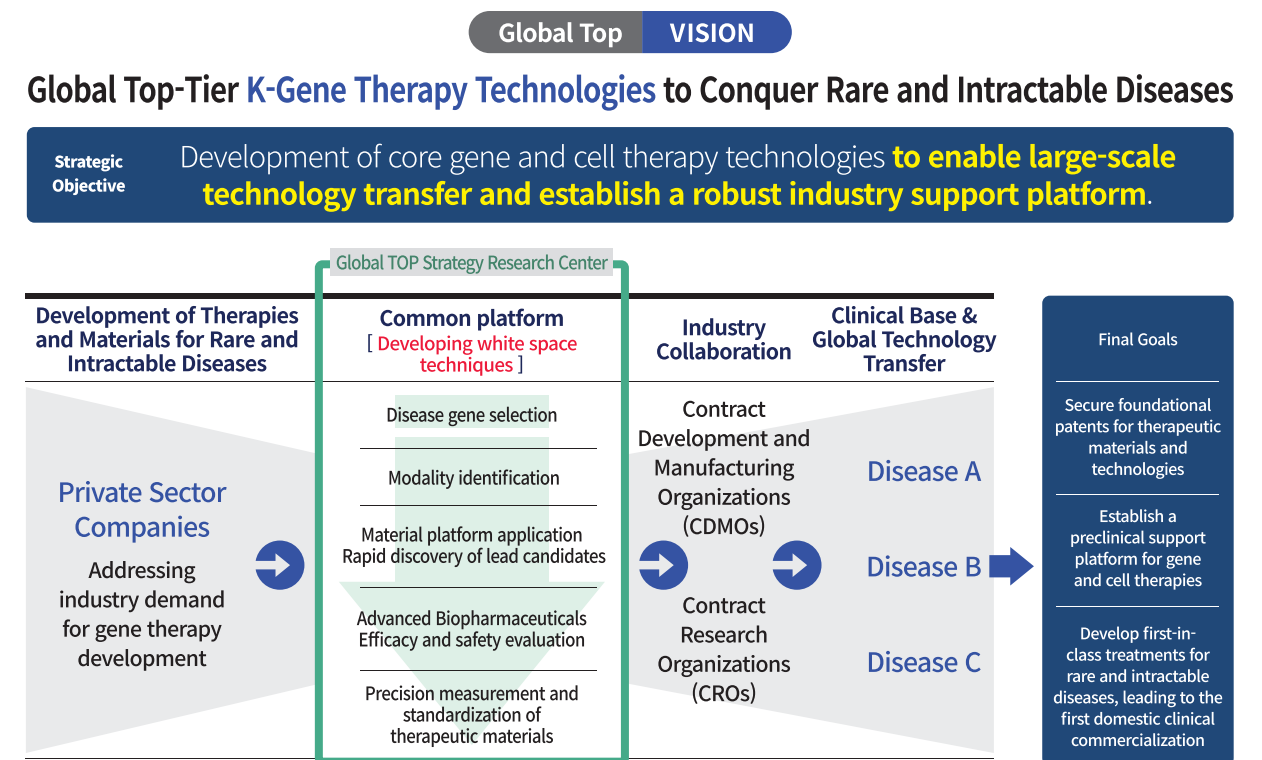 Global Top VISION
Global Top-Tier K-Gene Therapy Technologies to Conquer Rare and Intractable Diseases
Strategic
Objective
Development of core gene and cell therapy technologies to enable large-scale
technology transfer and establish a robust industry support platform.
Global TOP Strategy Research Center
Development of Therapies
and Materials for Rare and
Intractable Diseases
Common platform
[ Developing white space
techniques ]
Industry
Collaboration
Clinical Base &
Global Technology
Transfer
Final Goals
Private Sector
Companies
Addressing
industry demand
for gene therapy
development
Disease gene selection
Modality identification
Material platform application
Rapid discovery of lead candidates
Advanced Biopharmaceuticals
Efficacy and safety evaluation
Precision measurement and
standardization of
therapeutic materials
Contract
Development and
Manufacturing
Organizations
(CDMOs)
Contract
Research
Organizations
(CROs)
Disease A
Disease B
Disease C
Secure foundational
patents for therapeutic
materials and
technologies
Establish a
preclinical support
platform for gene
and cell therapies
Develop first-in-
class treatments for
rare and intractable
diseases, leading to the
first domestic clinical
commercialization